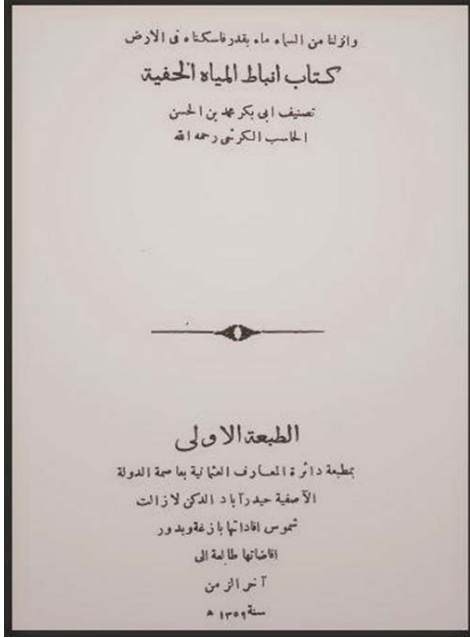 وانزلنا من السماء ماء بقدر فاسكناه فى الارض
كتاب انباط المياه الخفية
تصنيف ابى بكر محمد بن الحسن
الحاسب الكرخى رحمه الله
الطبعة الاولى
بمطبعة دائرة المعارف العثمانية بعاصمة الدولة
الآصفية حيدرآباد الدكن لازالت
شموس افاداتها بازغة وبدور
افاضاتها طالعة الى
آخر الزمن
سنة ١٣٥٩ ھ